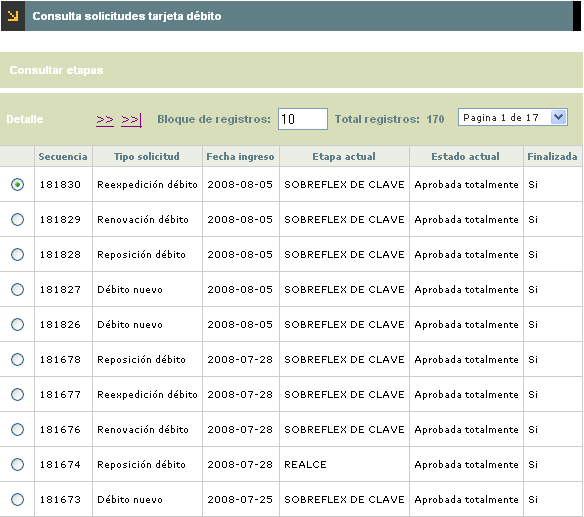 Consulta solicitudes tarjeta débito
Consultar etapas
Detalle >> >>| Bloque de registros: 10 Total registros: 170 Pagina 1 de 17
Secuencia Tipo solicitud Fecha ingreso Etapa actual Estado actual Finalizada
181830 Reexpedición débito 2008-08-05 SOBREFLEX DE CLAVE Aprobada totalmente Si
181829 Renovación débito 2008-08-05 SOBREFLEX DE CLAVE Aprobada totalmente Si
181828 Reposición débito 2008-08-05 SOBREFLEX DE CLAVE Aprobada totalmente Si
181827 Débito nuevo 2008-08-05 SOBREFLEX DE CLAVE Aprobada totalmente Si
181826 Débito nuevo 2008-08-05 SOBREFLEX DE CLAVE Aprobada totalmente Si
181678 Reposición débito 2008-07-28 SOBREFLEX DE CLAVE Aprobada totalmente Si
181677 Reexpedición débito 2008-07-28 SOBREFLEX DE CLAVE Aprobada totalmente Si
181676 Renovación débito 2008-07-28 SOBREFLEX DE CLAVE Aprobada totalmente Si
181674 Reposición débito 2008-07-28 REALCE Aprobada totalmente Si
181673 Débito nuevo 2008-07-25 SOBREFLEX DE CLAVE Aprobada totalmente Si